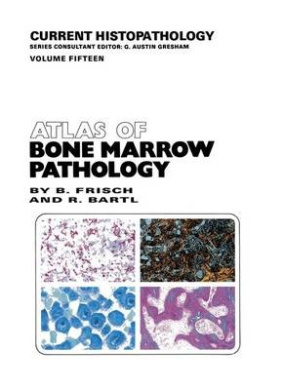 CURRENT HISTOPATHOLOGY
SERIES CONSULTANT EDITOR: G. AUSTIN GRESHAM
VOLUME FIFTEEN
ATLAS OF
BONE MARROW
PATHOLOGY
BY B. FRISCH
AND R. BARTL